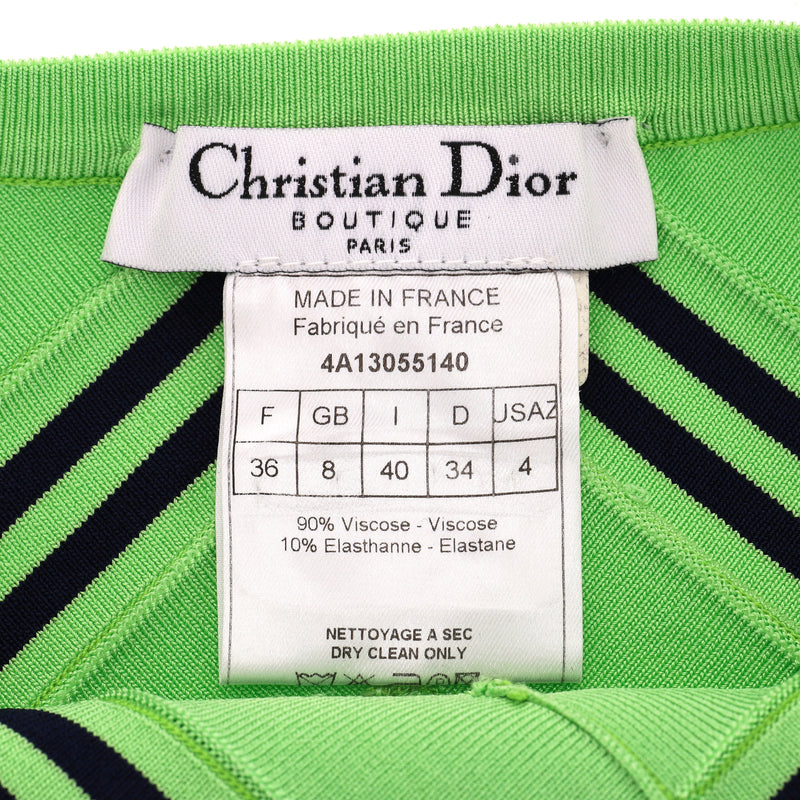 Christian Dior
BOUTIQUE
PARIS
MADE IN FRANCE
Fabriqué en France
4A13055140
F GB I D JSAZ
36 8 40 34 4
90% Viscose - Viscose
10% Elasthanne - Elastane
NETTOYAGE A SEC
DRY CLEAN ONLY